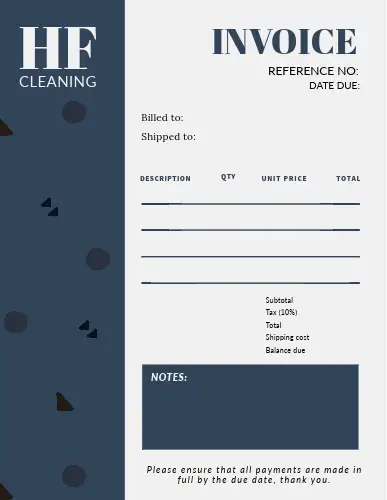 HF
CLEANING
INVOICE
REFERENCE NO:
DATE DUE:
Billed to:
Shipped to:
DESCRIPTION QTY UNIT PRICE TOTAL
Subtotal
Tax (10%)
Total
Shipping cost
Balance due
NOTES:
Please ensure that all payments are made in
full by the due date, thank you.